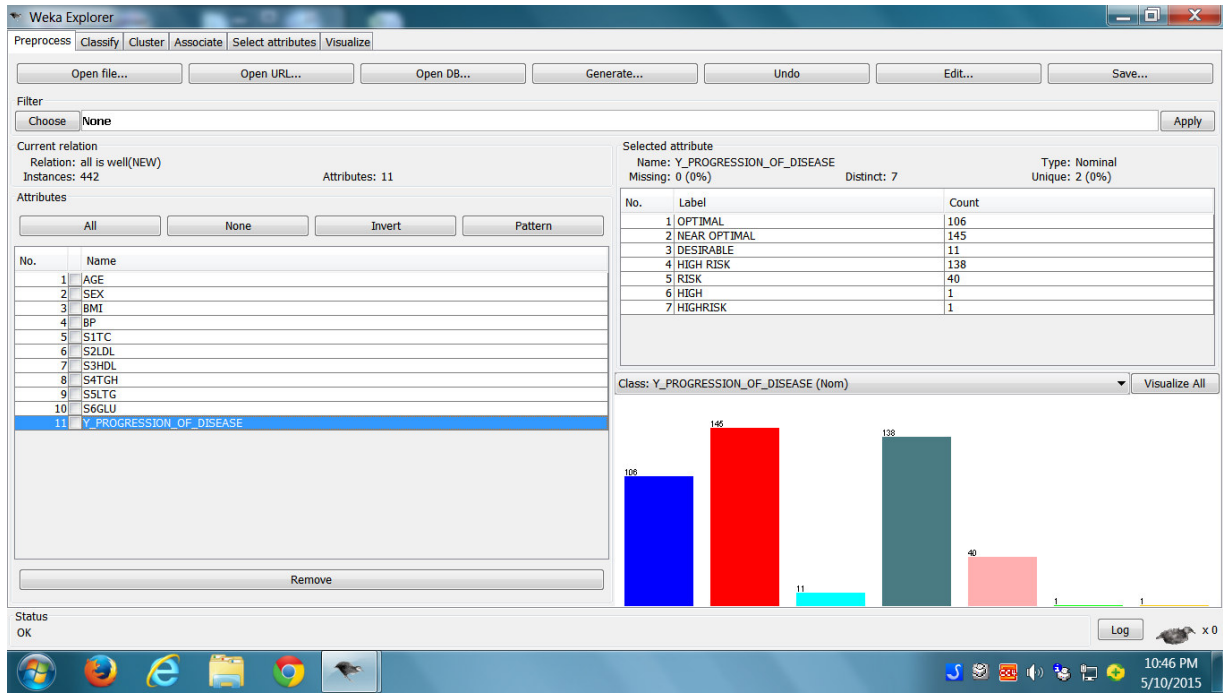 Weka Explorer
Preprocess Classify Cluster Associate Select attributes Visualize
Open file... Open URL... Open DB... Generate... Undo Edit... Save...
Filter
Choose None Apply
Current relation
Relation: all is well(NEW)
Instances: 442 Attributes: 11
Selected attribute
Name: Y_PROGRESSION_OF_DISEASE Type: Nominal
Missing: 0 (0%) Distinct: 7 Unique: 2 (0%)
Attributes
All None Invert Pattern
No. Name
1 AGE
2 SEX
3 BMI
4 BP
5 S1TC
6 S2LDL
7 S3HDL
8 S4TGH
9 S5LTG
10 S6GLU
11 Y_PROGRESSION_OF_DISEASE
Remove
No. Label Count
1 OPTIMAL 106
2 NEAR OPTIMAL 145
3 DESIRABLE 11
4 HIGH RISK 138
5 RISK 40
6 HIGH 1
7 HIGHRISK 1
Class: Y_PROGRESSION_OF_DISEASE (Nom) Visualize All
106
145
11
138
40
1
1
Status
OK
Log x 0
10:46 PM
5/10/2015